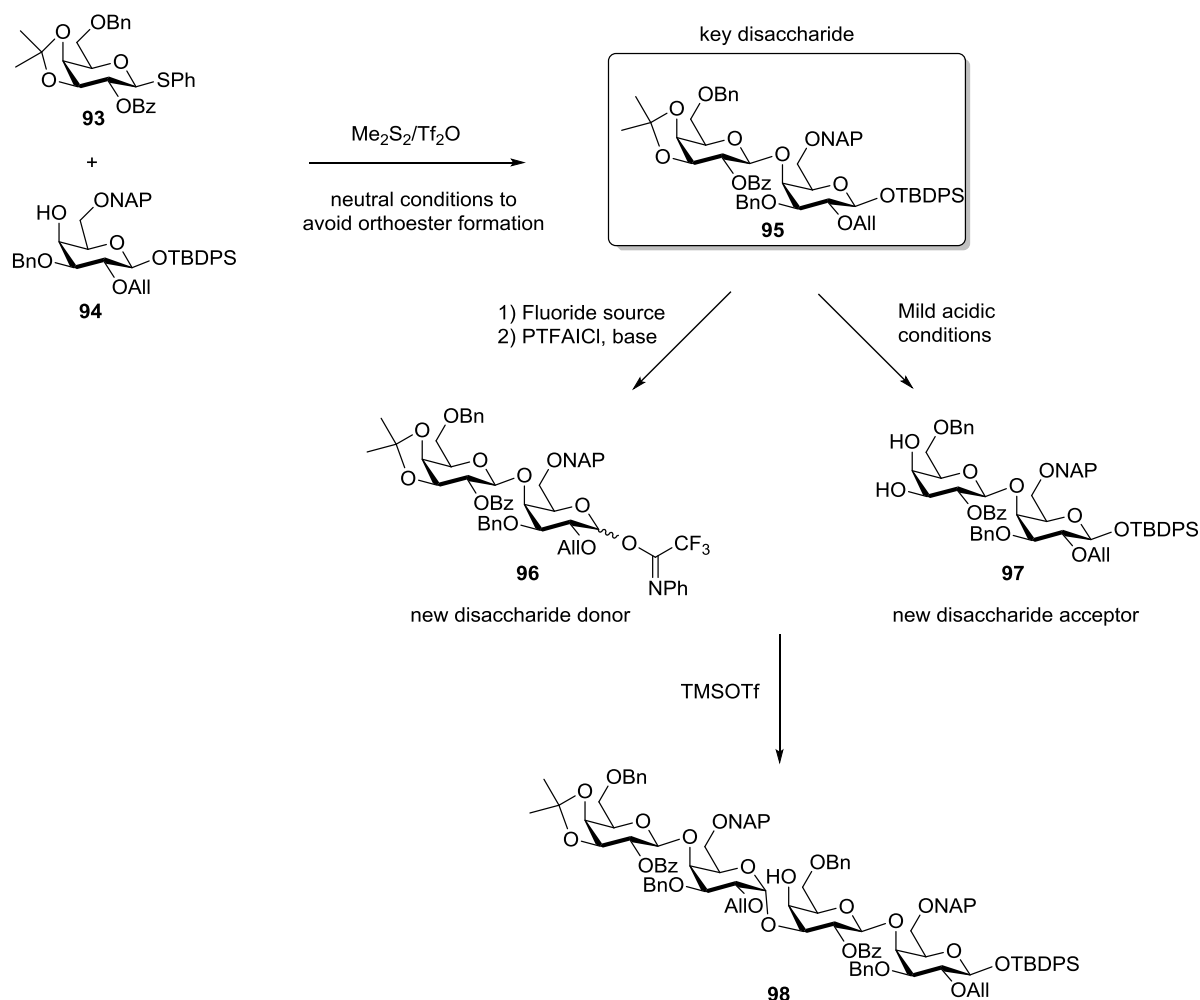 OBn
O
O
O
SPh
OBz
93
+
ONAP
HO
O
OTBDPS
BnO
OAll
94
Me₂S₂/Tf₂O
neutral conditions to
avoid orthoester formation
key disaccharide
OBn
O
O
O
O
ONAP
OBz
O
OTBDPS
BnO
OAll
95
1) Fluoride source
2) PTFAICl, base
Mild acidic
conditions
OBn
O
O
O
O
ONAP
OBz
O
BnO
AllO
O
CF₃
NPh
96
new disaccharide donor
OBn
HO
O
HO
O
ONAP
OBz
O
OTBDPS
BnO
OAll
97
new disaccharide acceptor
TMSOTf
OBn
O
O
O
O
ONAP
OBz
O
BnO
AllO
HO
OBn
O
O
O
ONAP
OBz
O
OTBDPS
BnO
OAll
98